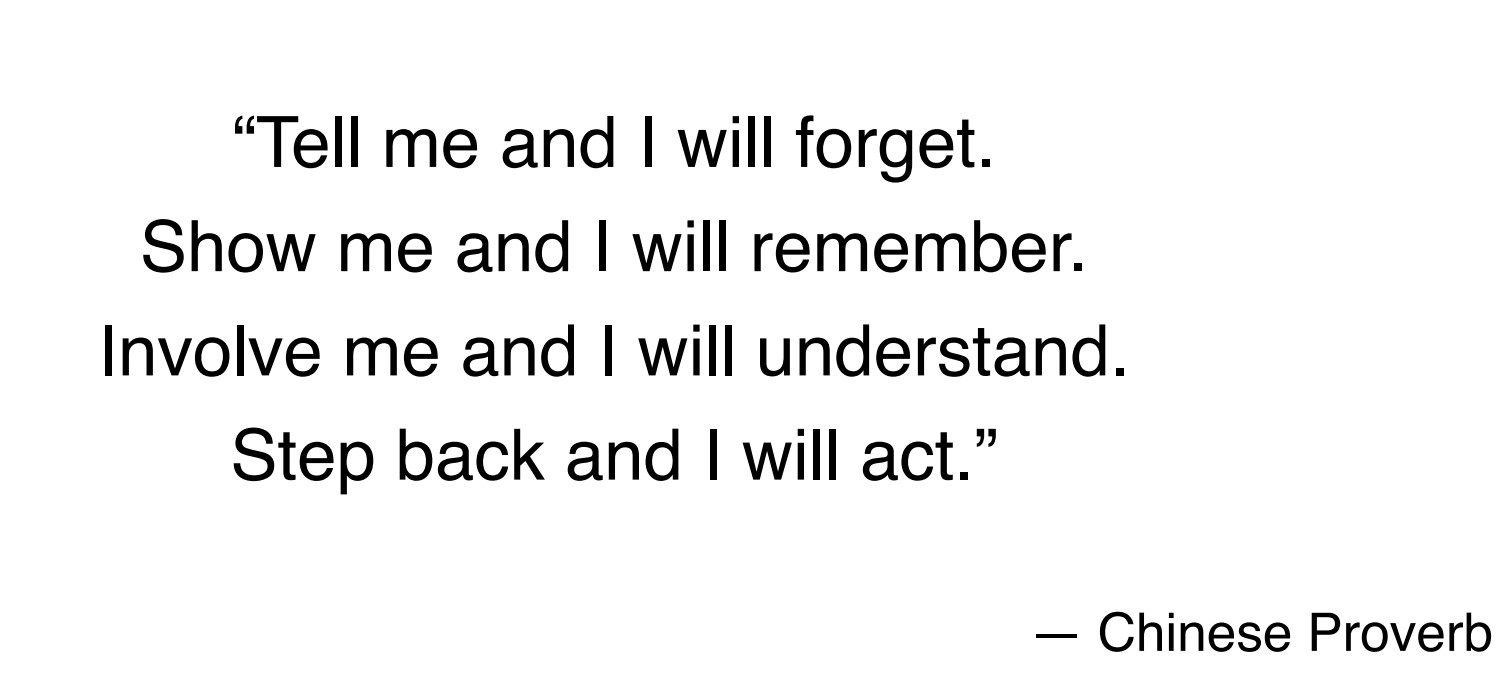 “Tell me and I will forget.
Show me and I will remember.
Involve me and I will understand.
Step back and I will act.”
— Chinese Proverb